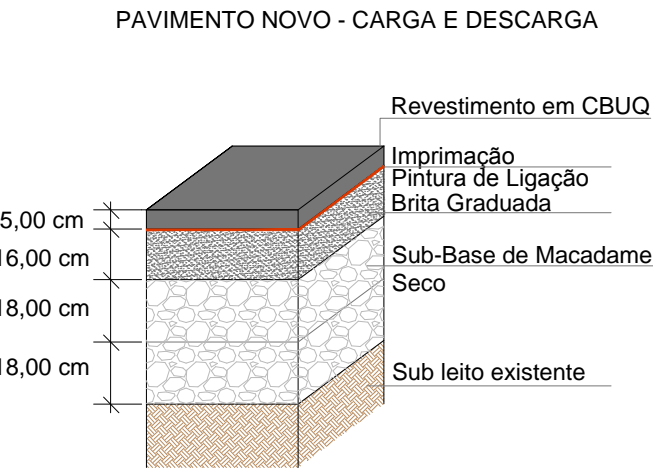 PAVIMENTO NOVO - CARGA E DESCARGA
Revestimento em CBUQ
Imprimação
Pintura de Ligação
Brita Graduada
Sub-Base de Macadame
Seco
Sub leito existente
5,00 cm
16,00 cm
18,00 cm
18,00 cm